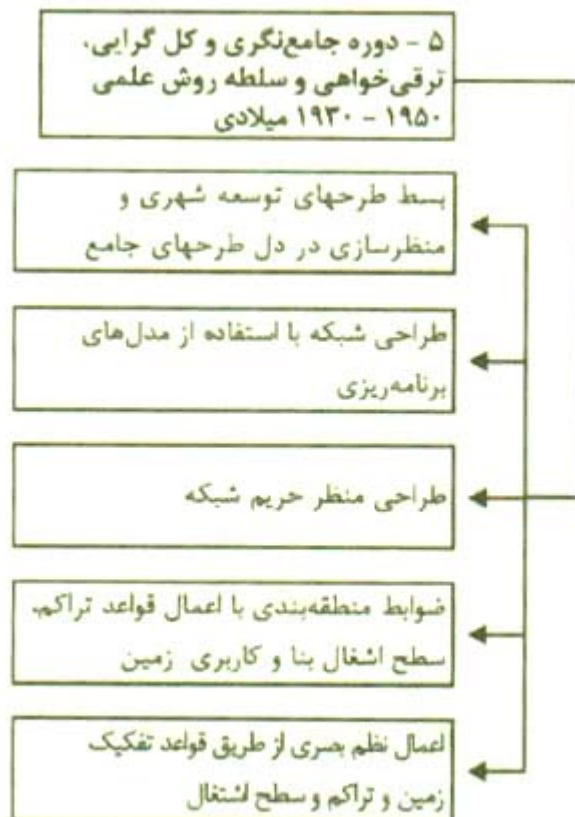 ۵ - دوره جامع‌نگری و کل گرایی،
ترقی‌خواهی و سلطه روش علمی
۱۹۵۰ - ۱۹۳۰ میلادی
بسط طرحهای توسعه شهری و
منظرسازی در دل طرحهای جامع
طراحی شبکه با استفاده از مدل‌های
برنامه‌ریزی
طراحی منظر حریم شبکه
ضوابط منطقه‌بندی با اعمال قواعد تراکم،
سطح اشغال بنا و کاربری زمین
اعمال نظم بصری از طریق قواعد تفکیک
زمین و تراکم و سطح اشتغال